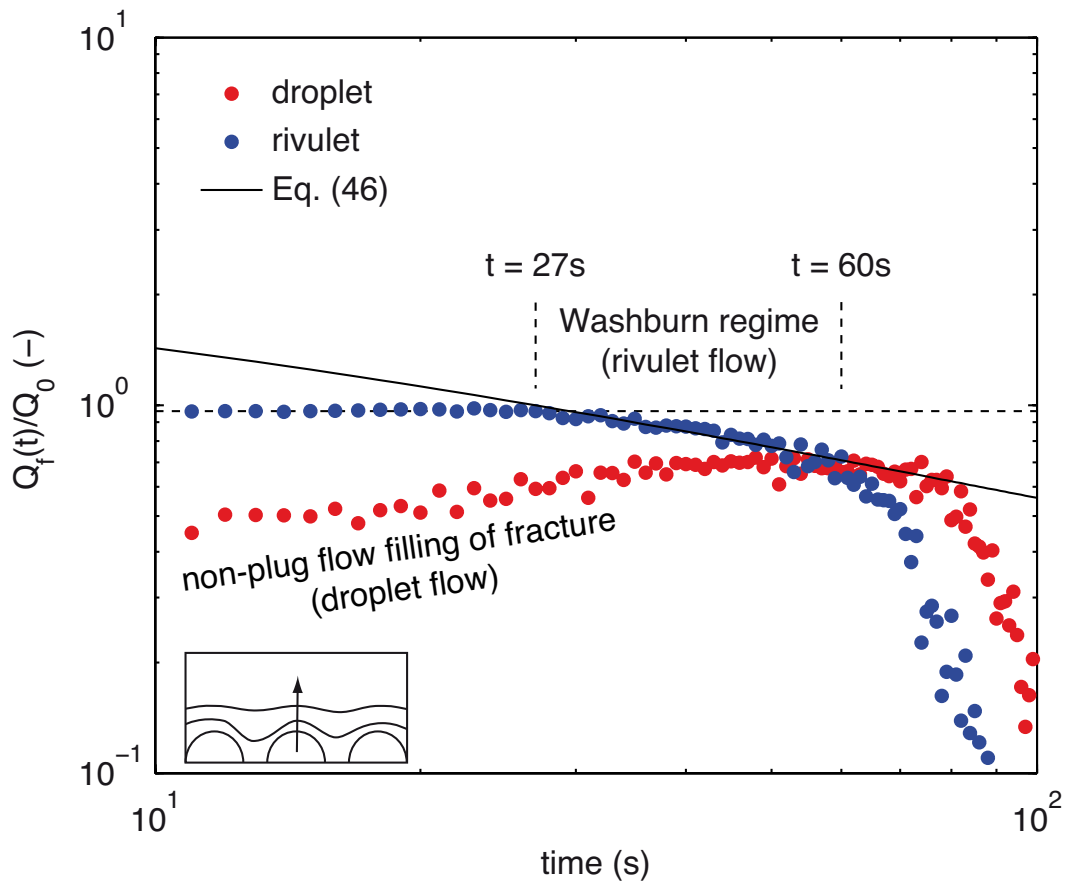 10^1
droplet
rivulet
Eq. (46)
t = 27s
t = 60s
Washburn regime
(rivulet flow)
10^0
Q_f(t)/Q_0 (−)
non-plug flow filling of fracture
(droplet flow)
10^−1
10^1
10^2
time (s)